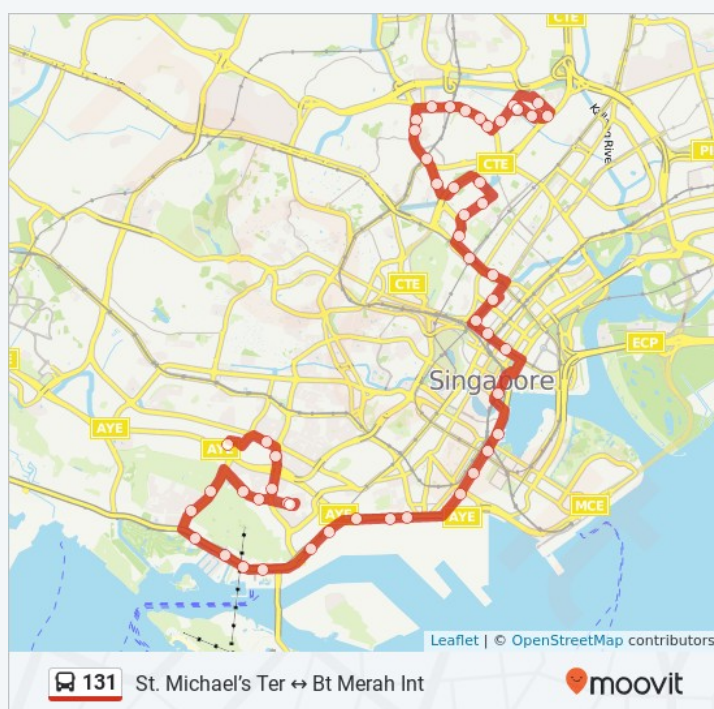 CTE
Kallang River
PI
CTE
CTE
ECP
Singapore
AYE
AYE
MCE
AYE
AYE
Leaflet | © OpenStreetMap contributors
131 St. Michael's Ter ↔ Bt Merah Int
moovit